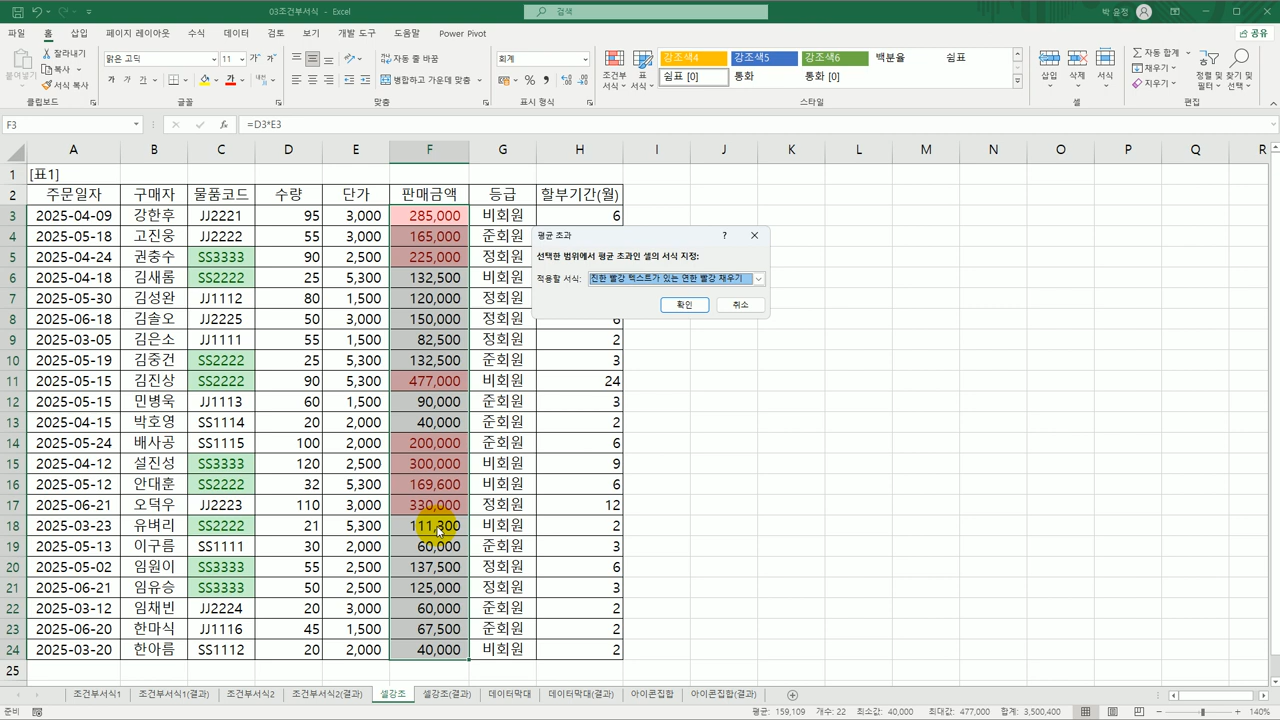 03조건부서식 - Excel
검색
박 윤정
파일 홈 삽입 페이지 레이아웃 수식 데이터 검토 보기 개발 도구 도움말 Power Pivot
공유
붙여넣기
잘라내기
복사
서식 복사
클립보드
맑은 고딕 11
가 가 가
글꼴
자동 줄 바꿈
병합하고 가운데 맞춤
맞춤
회계
표시 형식
조건부 서식
표 서식
강조색4 강조색5 강조색6 백분율 쉼표
쉼표 [0] 통화 통화 [0]
스타일
삽입 삭제 서식
셀
자동 합계
채우기
지우기
정렬 및 필터
찾기 및 선택
편집
F3 fx =D3*E3
A B C D E F G H I J K L M N O P Q R
1 [표1]
2 주문일자 구매자 물품코드 수량 단가 판매금액 등급 할부기간(월)
3 2025-04-09 강한후 JJ2221 95 3,000 285,000 비회원 6
4 2025-05-18 고진웅 JJ2222 55 3,000 165,000 준회원
5 2025-04-24 권충수 SS3333 90 2,500 225,000 정회원
6 2025-04-18 김새롬 SS2222 25 5,300 132,500 비회원
7 2025-05-30 김성완 JJ1112 80 1,500 120,000 정회원
8 2025-06-18 김솔오 JJ2225 50 3,000 150,000 정회원 6
9 2025-03-05 김은소 JJ1111 55 1,500 82,500 정회원 2
10 2025-05-19 김중건 SS2222 25 5,300 132,500 준회원 3
11 2025-05-15 김진상 SS2222 90 5,300 477,000 비회원 24
12 2025-05-15 민병욱 JJ1113 60 1,500 90,000 준회원 3
13 2025-04-15 박호영 SS1114 20 2,000 40,000 준회원 2
14 2025-05-24 배사공 SS1115 100 2,000 200,000 준회원 6
15 2025-04-12 설진성 SS3333 120 2,500 300,000 비회원 9
16 2025-05-12 안대훈 SS2222 32 5,300 169,600 비회원 6
17 2025-06-21 오덕우 JJ2223 110 3,000 330,000 정회원 12
18 2025-03-23 유벼리 SS2222 21 5,300 111,300 비회원 2
19 2025-05-13 이구름 SS1111 30 2,000 60,000 준회원 3
20 2025-05-02 임원이 SS3333 55 2,500 137,500 정회원 6
21 2025-06-21 임유승 SS3333 50 2,500 125,000 정회원 3
22 2025-03-12 임채빈 JJ2224 20 3,000 60,000 준회원 2
23 2025-06-20 한마식 JJ1116 45 1,500 67,500 준회원 2
24 2025-03-20 한아름 SS1112 20 2,000 40,000 비회원 2
25
평균 초과 ?
선택한 범위에서 평균 초과인 셀의 서식 지정:
적용할 서식: 진한 빨강 텍스트가 있는 연한 빨강 채우기
확인 취소
조건부서식1 조건부서식1(결과) 조건부서식2 조건부서식2(결과) 셀강조 셀강조(결과) 데이터막대 데이터막대(결과) 아이콘집합 아이콘집합(결과)
준비 평균: 159,109 개수: 22 최소값: 40,000 최대값: 477,000 합계: 3,500,400 140%